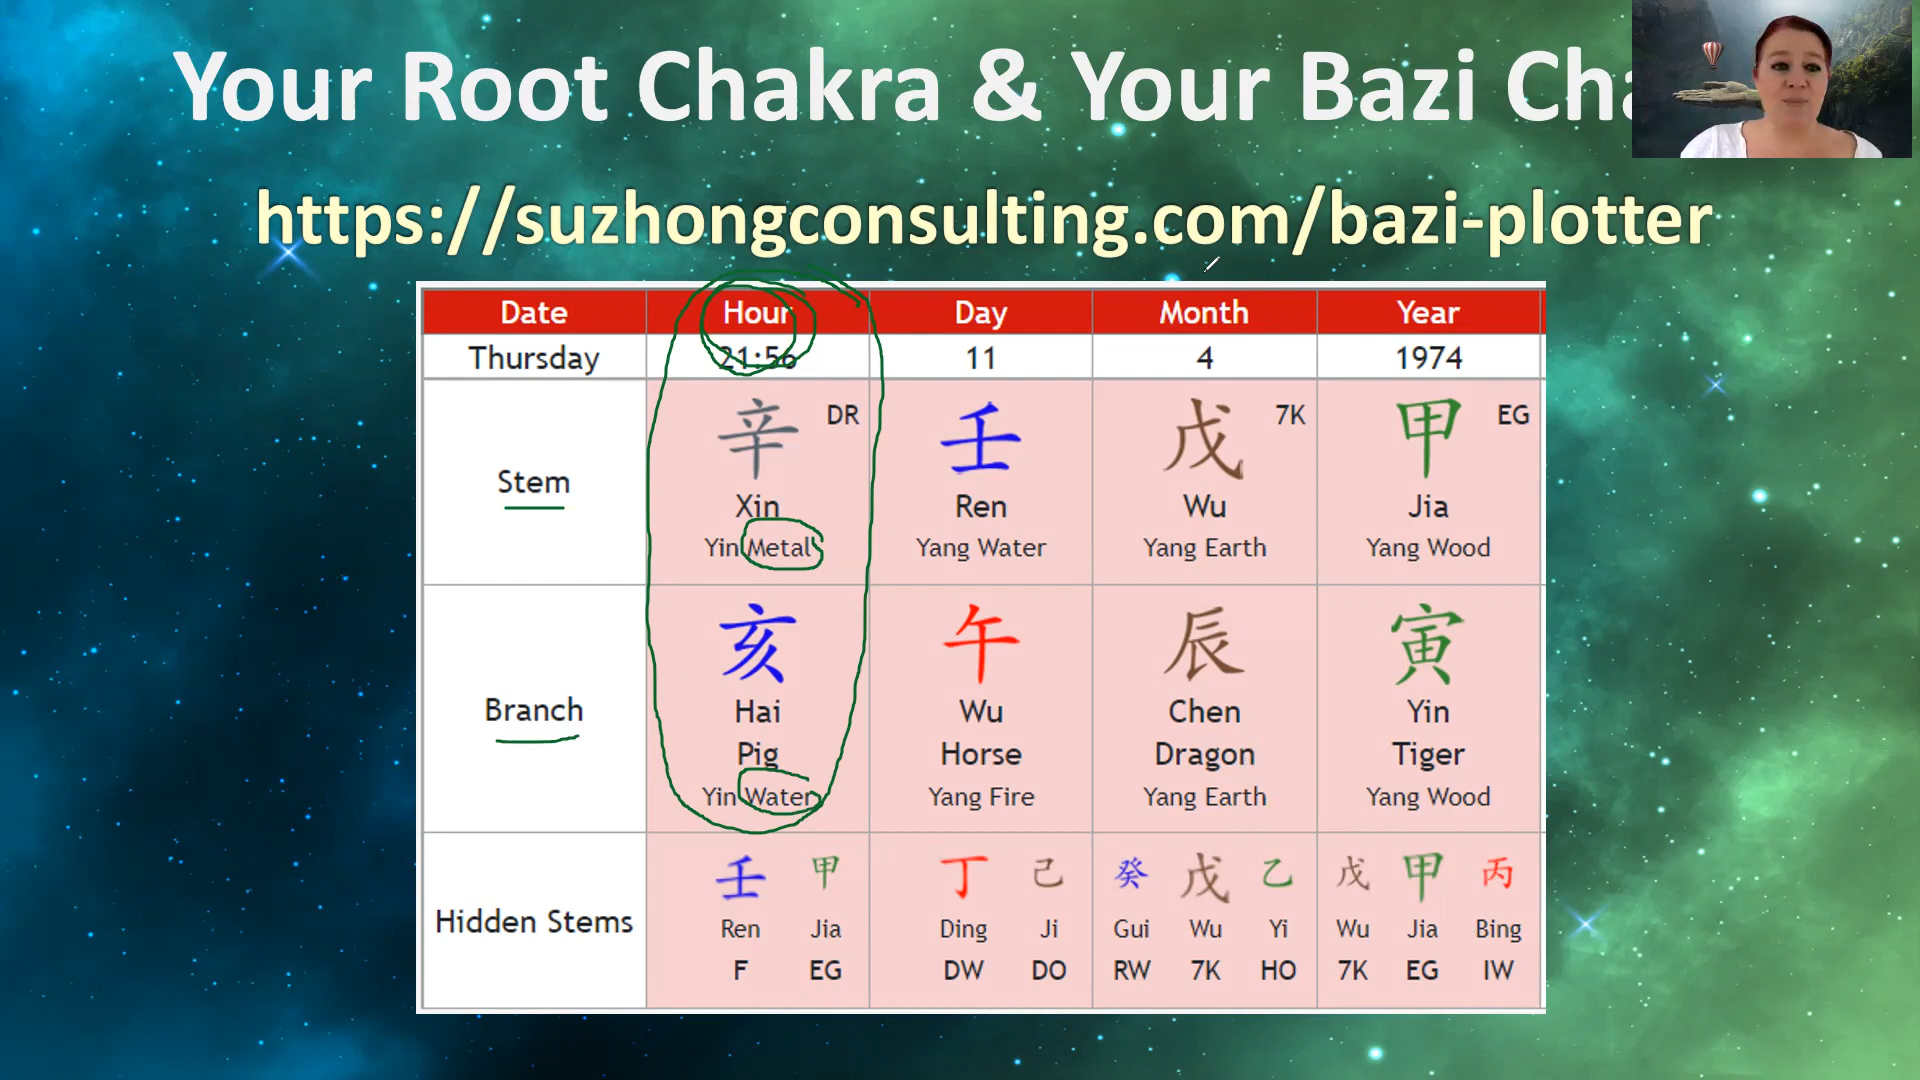 Your Root Chakra & Your Bazi Cha
https://suzhongconsulting.com/bazi-plotter
Date Hour Day Month Year
Thursday 21:56 11 4 1974
辛 DR 壬 戊 7K 甲 EG
Stem
Xin Ren Wu Jia
Yin Metal Yang Water Yang Earth Yang Wood
亥 午 辰 寅
Branch
Hai Wu Chen Yin
Pig Horse Dragon Tiger
Yin Water Yang Fire Yang Earth Yang Wood
壬 甲 丁 己 癸 戊 乙 戊 甲 丙
Hidden Stems
Ren Jia Ding Ji Gui Wu Yi Wu Jia Bing
F EG DW DO RW 7K HO 7K EG IW